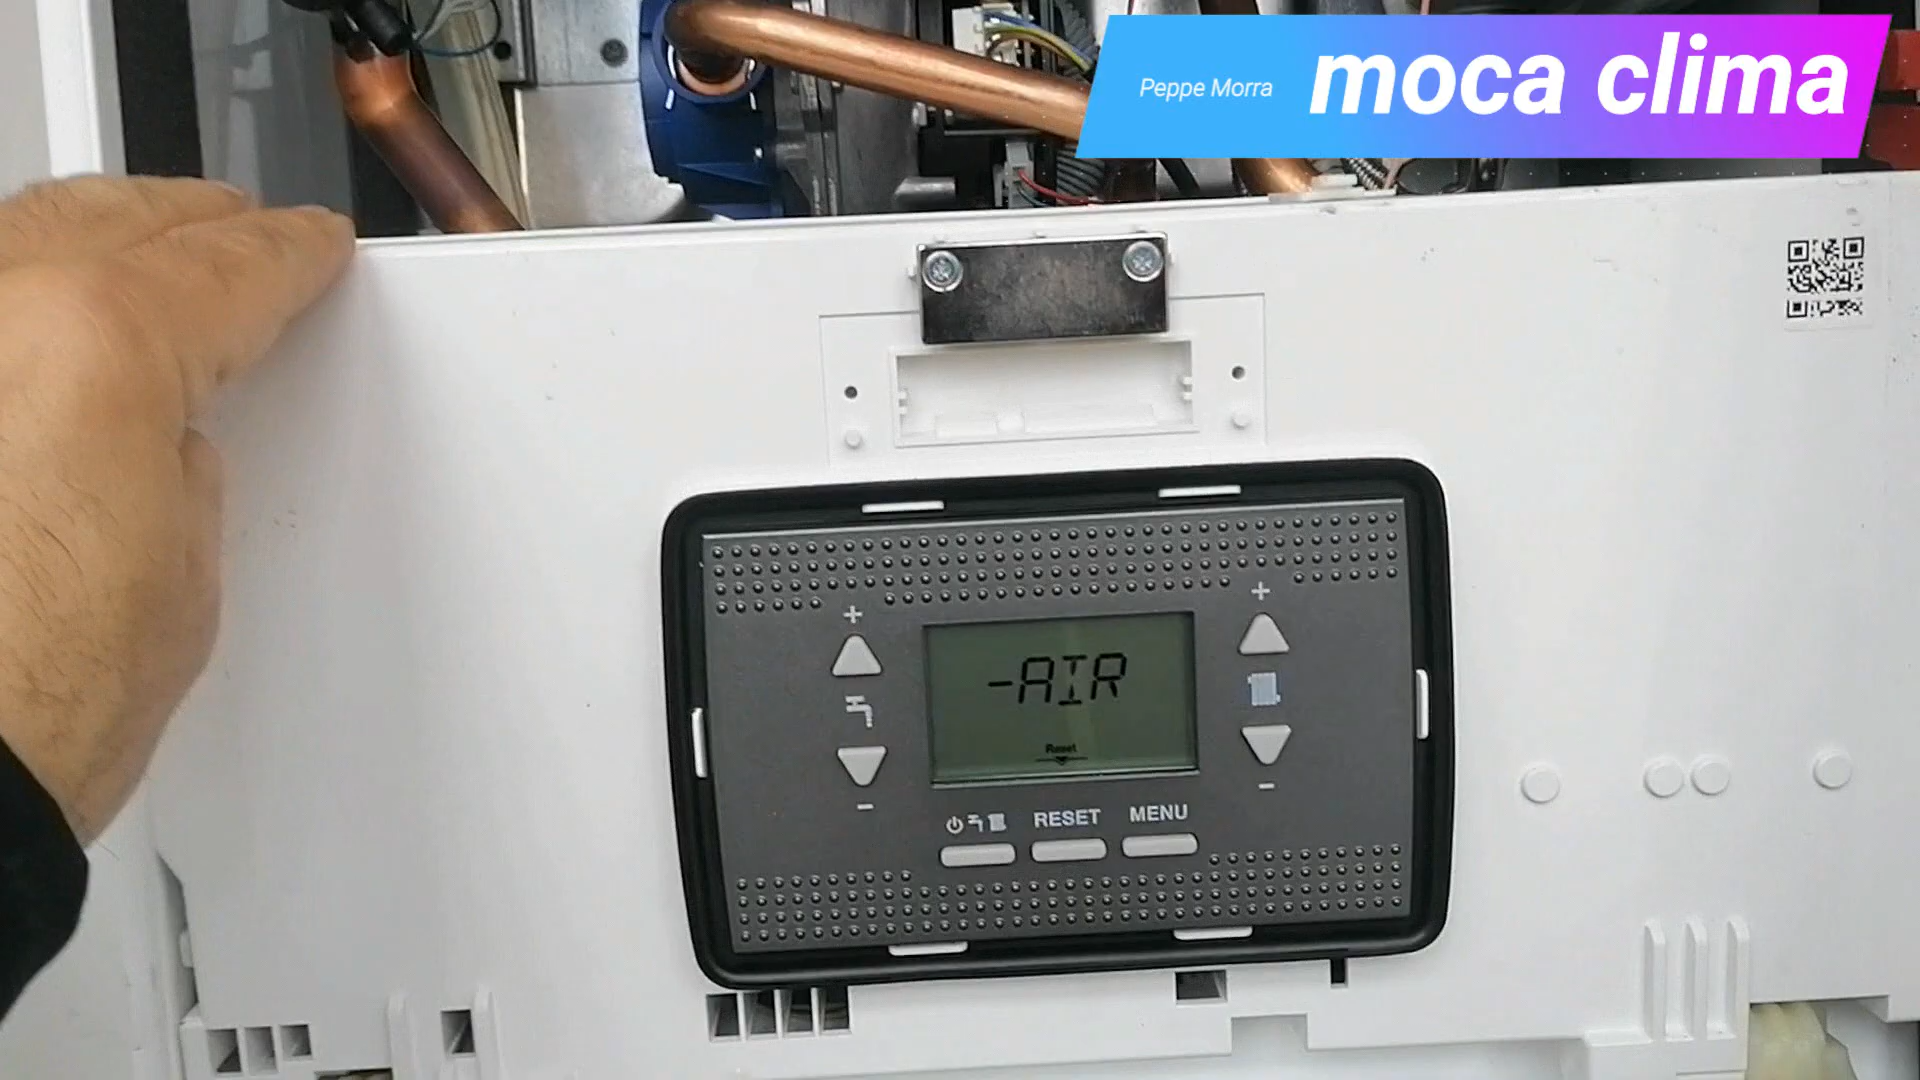 Peppe Morra moca clima
-AIR
Reset
+ +
- -
RESET MENU